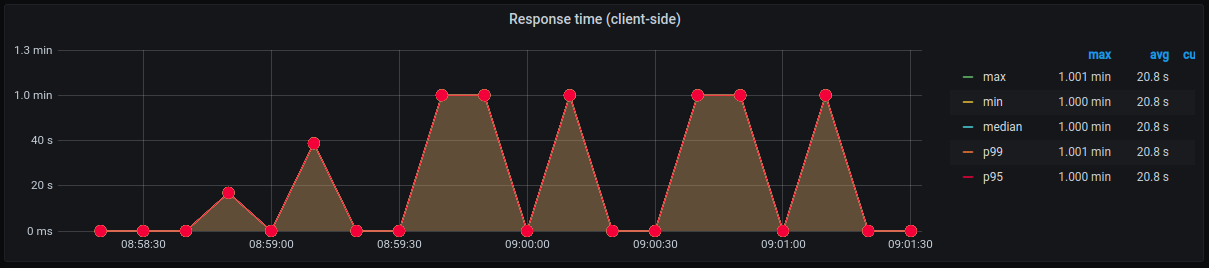 Response time (client-side)
1.3 min
1.0 min
40 s
20 s
0 ms
08:58:30 08:59:00 08:59:30 09:00:00 09:00:30 09:01:00 09:01:30
max avg cu
max 1.001 min 20.8 s
min 1.000 min 20.8 s
median 1.000 min 20.8 s
p99 1.001 min 20.8 s
p95 1.000 min 20.8 s